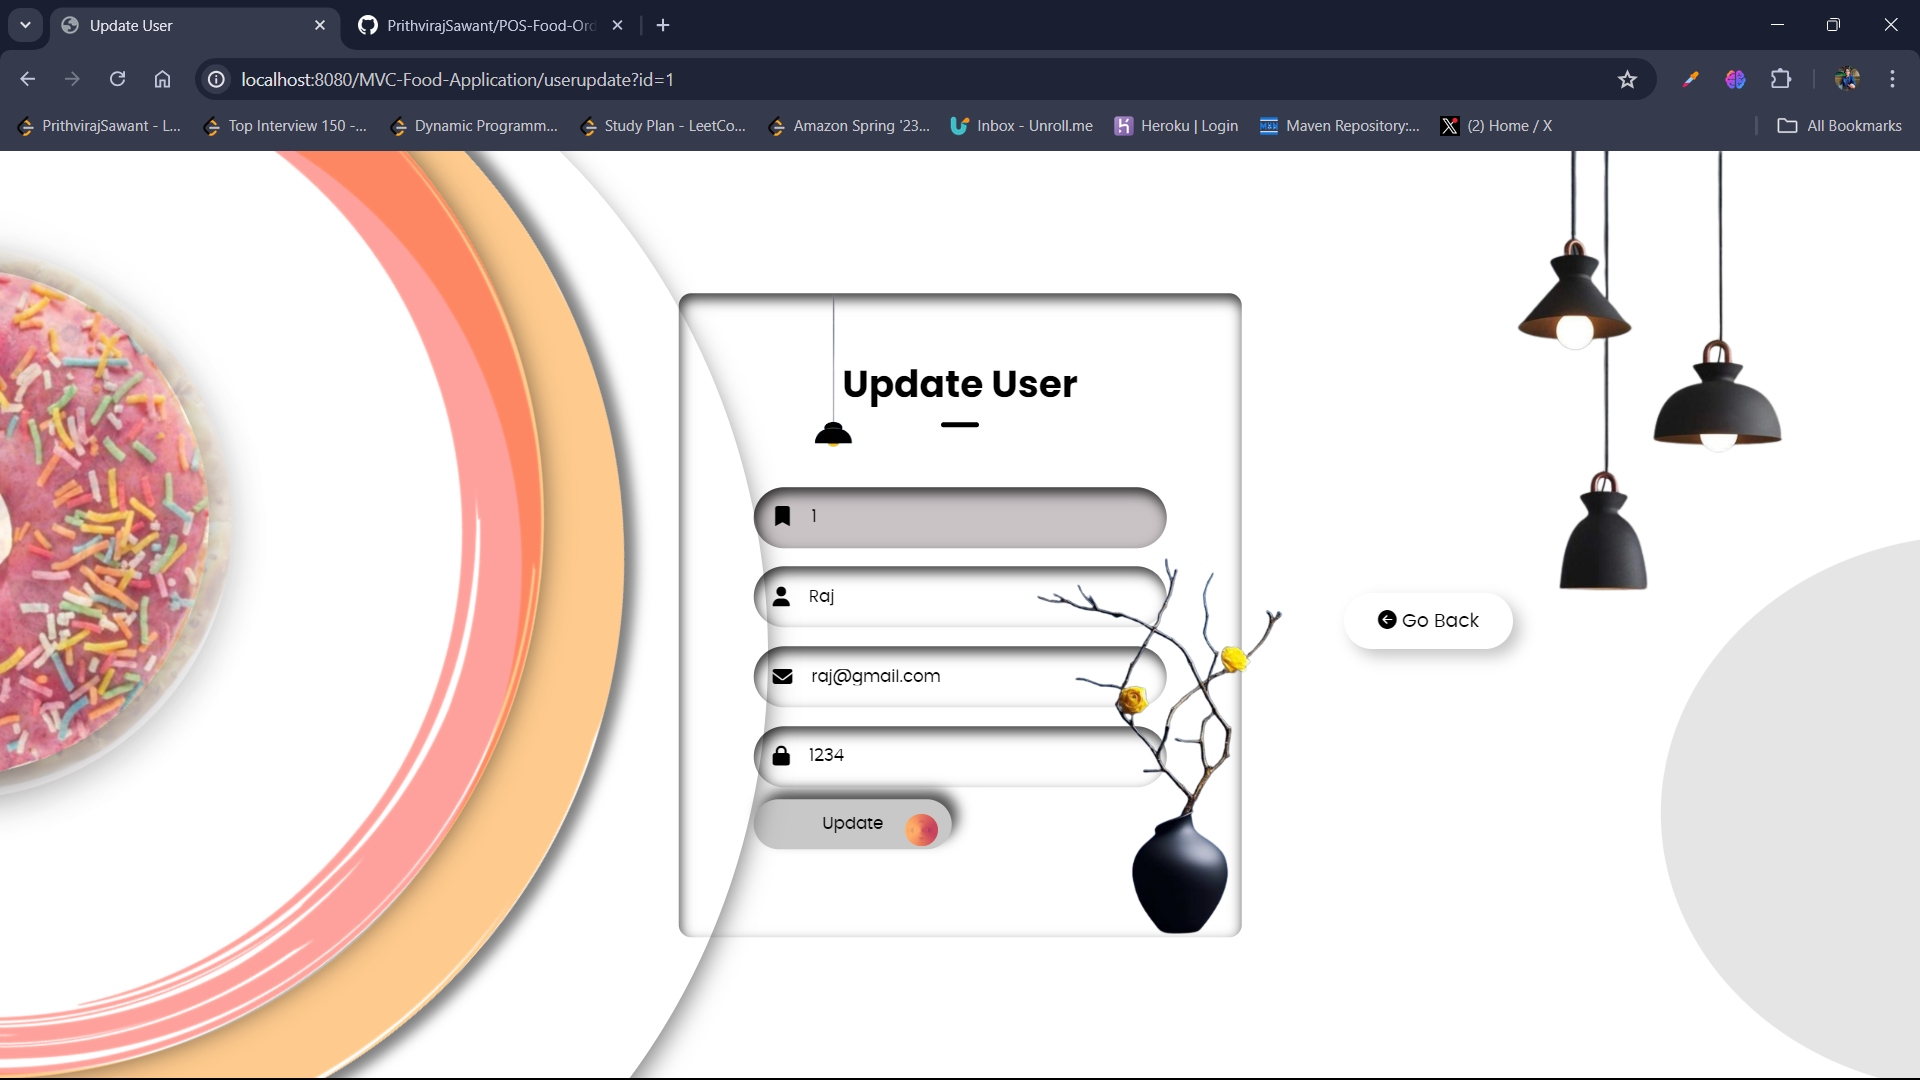 Update User
PrithvirajSawant/POS-Food-Ord
localhost:8080/MVC-Food-Application/userupdate?id=1
PrithvirajSawant - L...
Top Interview 150 -...
Dynamic Programm...
Study Plan - LeetCo...
Amazon Spring '23...
Inbox - Unroll.me
Heroku | Login
Maven Repository:...
(2) Home / X
All Bookmarks
Update User
1
Raj
raj@gmail.com
1234
Update
Go Back